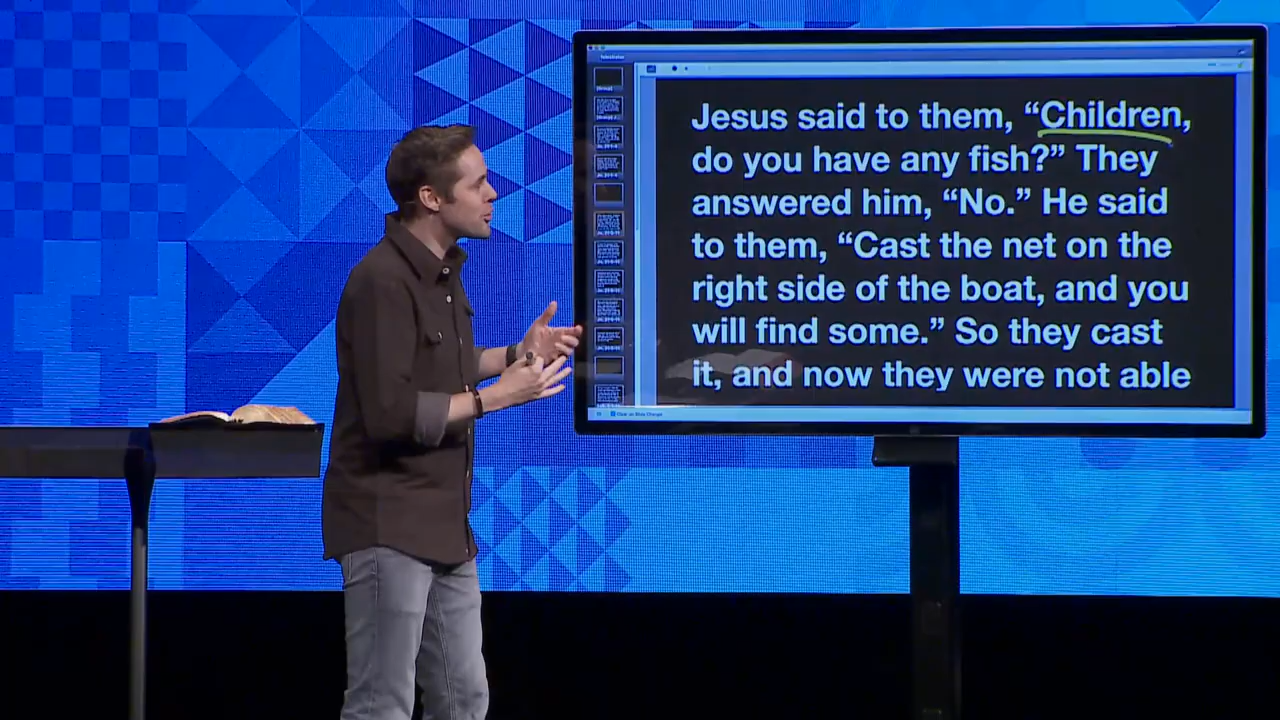 Jesus said to them, “Children,
do you have any fish?” They
answered him, “No.” He said
to them, “Cast the net on the
right side of the boat, and you
will find some.” So they cast
it, and now they were not able